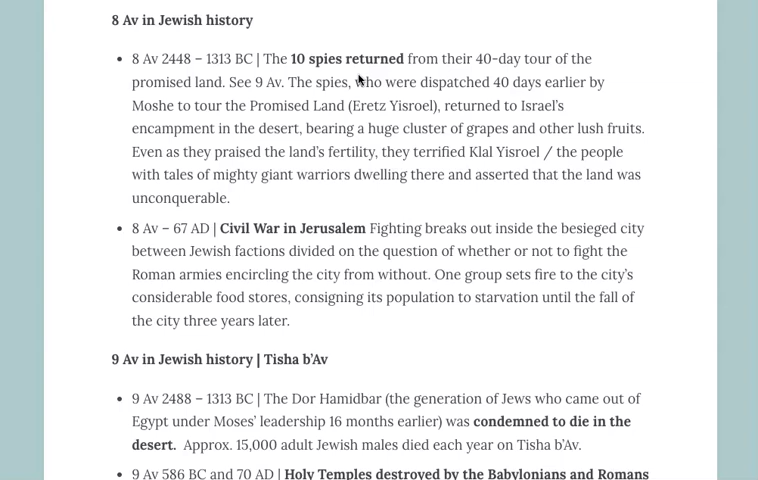 8 Av in Jewish history
• 8 Av 2448 – 1313 BC | The 10 spies returned from their 40-day tour of the
promised land. See 9 Av. The spies, who were dispatched 40 days earlier by
Moshe to tour the Promised Land (Eretz Yisroel), returned to Israel’s
encampment in the desert, bearing a huge cluster of grapes and other lush fruits.
Even as they praised the land’s fertility, they terrified Klal Yisroel / the people
with tales of mighty giant warriors dwelling there and asserted that the land was
unconquerable.
• 8 Av – 67 AD | Civil War in Jerusalem Fighting breaks out inside the besieged city
between Jewish factions divided on the question of whether or not to fight the
Roman armies encircling the city from without. One group sets fire to the city’s
considerable food stores, consigning its population to starvation until the fall of
the city three years later.
9 Av in Jewish history | Tisha b’Av
• 9 Av 2488 – 1313 BC | The Dor Hamidbar (the generation of Jews who came out of
Egypt under Moses’ leadership 16 months earlier) was condemned to die in the
desert. Approx. 15,000 adult Jewish males died each year on Tisha b’Av.
• 9 Av 586 BC and 70 AD | Holy Temples destroyed by the Babylonians and Romans